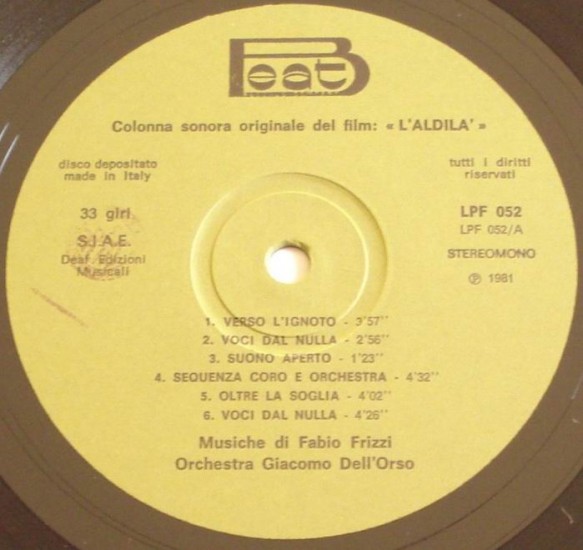 Beat
Colonna sonora originale del film: « L'ALDILA' »
disco depositato
made in Italy
tutti i diritti
riservati
33 giri
S.I.A.E.
Deaf Edizioni
Musicali
LPF 052
LPF 052/A
STEREOMONO
℗ 1981
1. VERSO L'IGNOTO - 3'57''
2. VOCI DAL NULLA - 2'56''
3. SUONO APERTO - 1'23''
4. SEQUENZA CORO E ORCHESTRA - 4'32''
5. OLTRE LA SOGLIA - 4'02''
6. VOCI DAL NULLA - 4'26''
Musiche di Fabio Frizzi
Orchestra Giacomo Dell'Orso